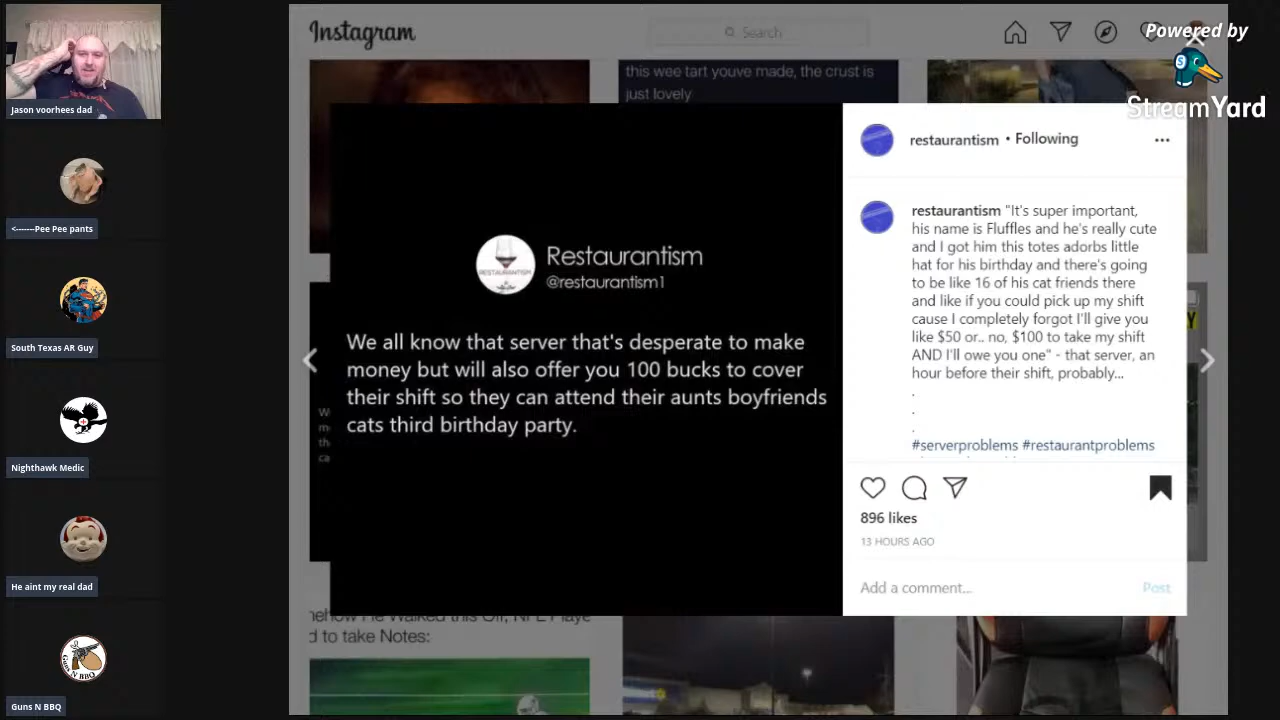 Jason voorhees dad
<-------Pee Pee pants
South Texas AR Guy
Nighthawk Medic
He aint my real dad
GUNS N BBQ
Guns N BBQ
Instagram
Search
Powered by
StreamYard
this wee tart youve made, the crust is
just lovely
RESTAURANTISM
Restaurantism
@restaurantism1
We all know that server that's desperate to make
money but will also offer you 100 bucks to cover
their shift so they can attend their aunts boyfriends
cats third birthday party.
restaurantism • Following
restaurantism "It's super important,
his name is Fluffles and he's really cute
and I got him this totes adorbs little
hat for his birthday and there's going
to be like 16 of his cat friends there
and like if you could pick up my shift
cause I completely forgot I'll give you
like $50 or.. no, $100 to take my shift
AND I'll owe you one" - that server, an
hour before their shift, probably...
.
.
.
#serverproblems #restaurantproblems
896 likes
13 HOURS AGO
Add a comment...
Post
He Walked this Off,
d to take Notes: